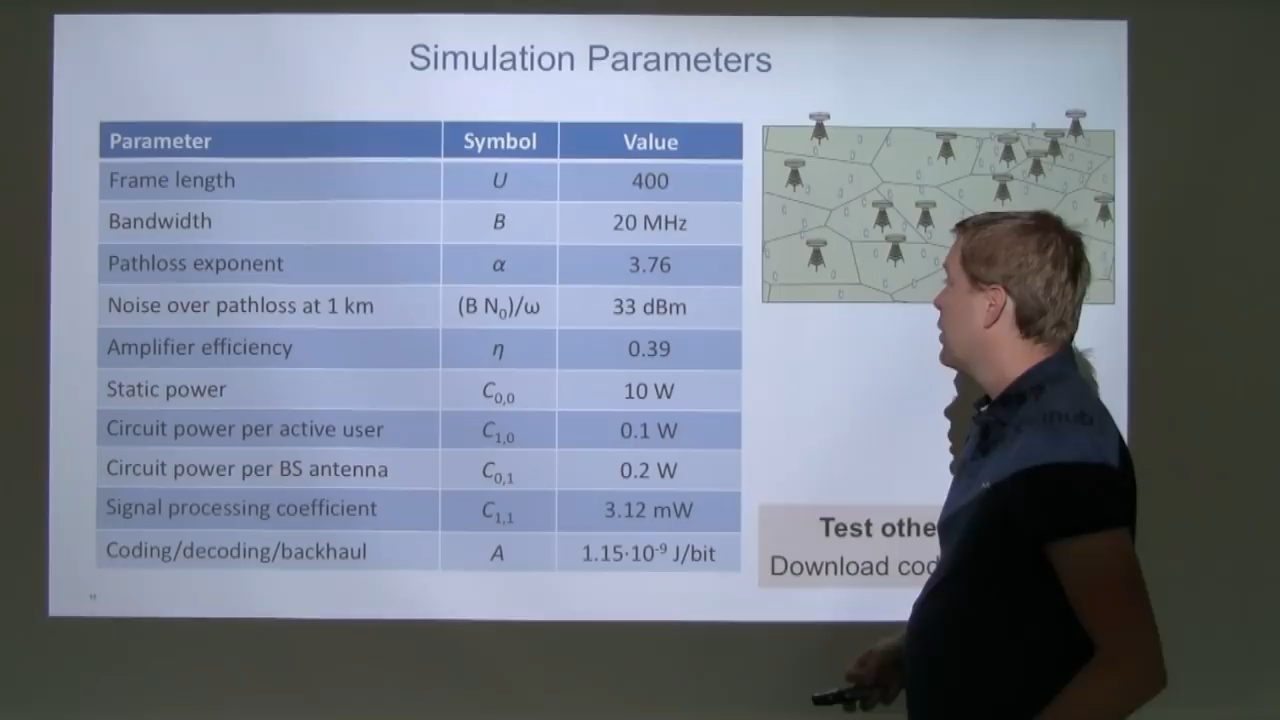 Simulation Parameters
Parameter Symbol Value
Frame length U 400
Bandwidth B 20 MHz
Pathloss exponent α 3.76
Noise over pathloss at 1 km (B N₀)/ω 33 dBm
Amplifier efficiency η 0.39
Static power C₀,₀ 10 W
Circuit power per active user C₁,₀ 0.1 W
Circuit power per BS antenna C₀,₁ 0.2 W
Signal processing coefficient C₁,₁ 3.12 mW
Coding/decoding/backhaul A 1.15·10⁻⁹ J/bit
Test
Download